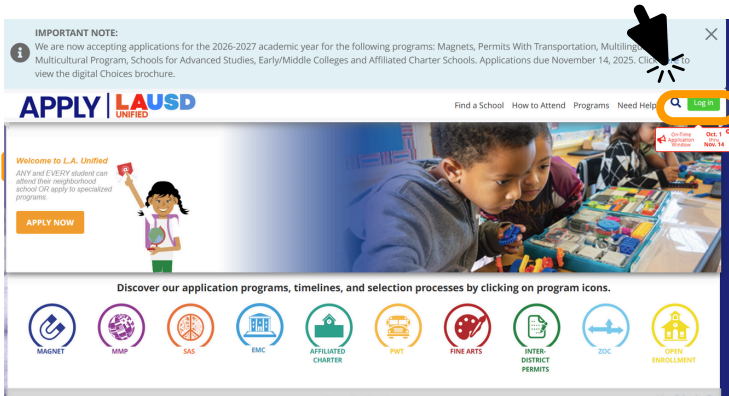 IMPORTANT NOTE:
We are now accepting applications for the 2026-2027 academic year for the following programs: Magnets, Permits With Transportation,
Multicultural Program, Schools for Advanced Studies, Early/Middle Colleges and Affiliated Charter Schools. Applications due November 14, 2025. Click to
view the digital Choices brochure.
APPLY | LAUSD
UNIFIED
Find a School How to Attend Programs Need Help
Log in
On-Time
Application
Window:
Oct. 1
thru
Nov. 14
Welcome to L.A. Unified
ANY and EVERY student can
attend their neighborhood
school OR apply to specialized
programs.
APPLY NOW
Discover our application programs, timelines, and selection processes by clicking on program icons.
MAGNET
MMP
SAS
EMC
AFFILIATED
CHARTER
PWT
FINE ARTS
INTER-
DISTRICT
PERMITS
ZOC
OPEN
ENROLLMENT